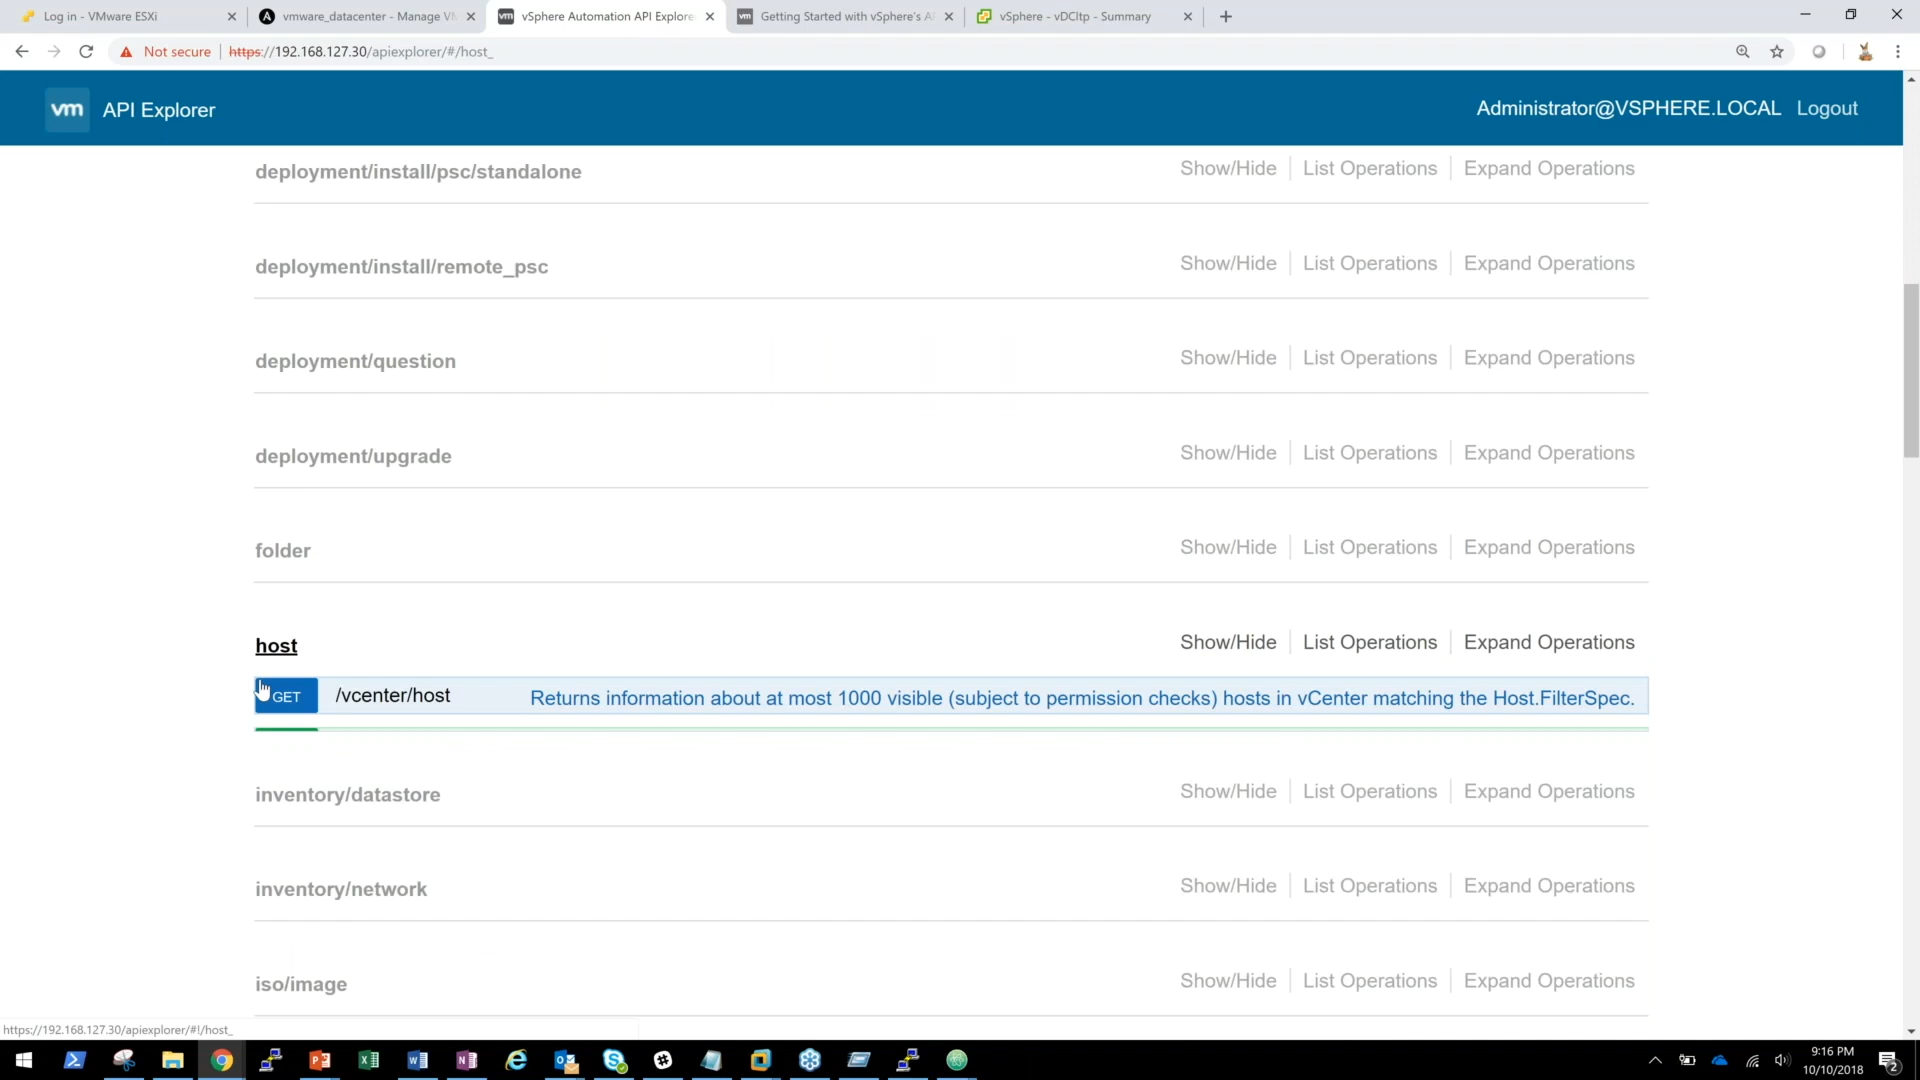 Log in - VMware ESXi
vmware_datacenter - Manage VM
vSphere Automation API Explore
Getting Started with vSphere's A
vSphere - vDCltp - Summary
Not secure
https://192.168.127.30/apiexplorer/#/host_
vm
API Explorer
Administrator@VSPHERE.LOCAL
Logout
deployment/install/psc/standalone
Show/Hide
List Operations
Expand Operations
deployment/install/remote_psc
Show/Hide
List Operations
Expand Operations
deployment/question
Show/Hide
List Operations
Expand Operations
deployment/upgrade
Show/Hide
List Operations
Expand Operations
folder
Show/Hide
List Operations
Expand Operations
host
Show/Hide
List Operations
Expand Operations
GET
/vcenter/host
Returns information about at most 1000 visible (subject to permission checks) hosts in vCenter matching the Host.FilterSpec.
inventory/datastore
Show/Hide
List Operations
Expand Operations
inventory/network
Show/Hide
List Operations
Expand Operations
iso/image
Show/Hide
List Operations
Expand Operations
https://192.168.127.30/apiexplorer/#!/host_
9:16 PM
10/10/2018
2